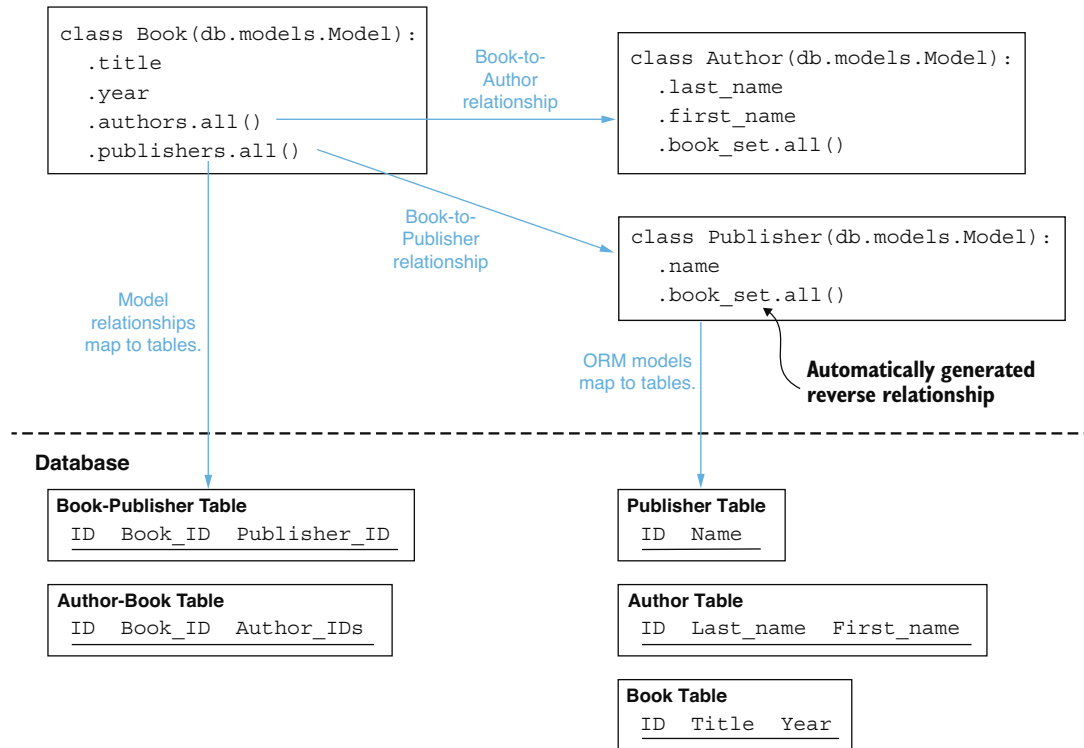 class Book(db.models.Model):
.title
.year
.authors.all()
.publishers.all()
Book-to-
Author
relationship
class Author(db.models.Model):
.last_name
.first_name
.book_set.all()
Book-to-
Publisher
relationship
class Publisher(db.models.Model):
.name
.book_set.all()
Model
relationships
map to tables.
ORM models
map to tables.
Automatically generated
reverse relationship
Database
Book-Publisher Table
ID Book_ID Publisher_ID
Publisher Table
ID Name
Author-Book Table
ID Book_ID Author_IDs
Author Table
ID Last_name First_name
Book Table
ID Title Year